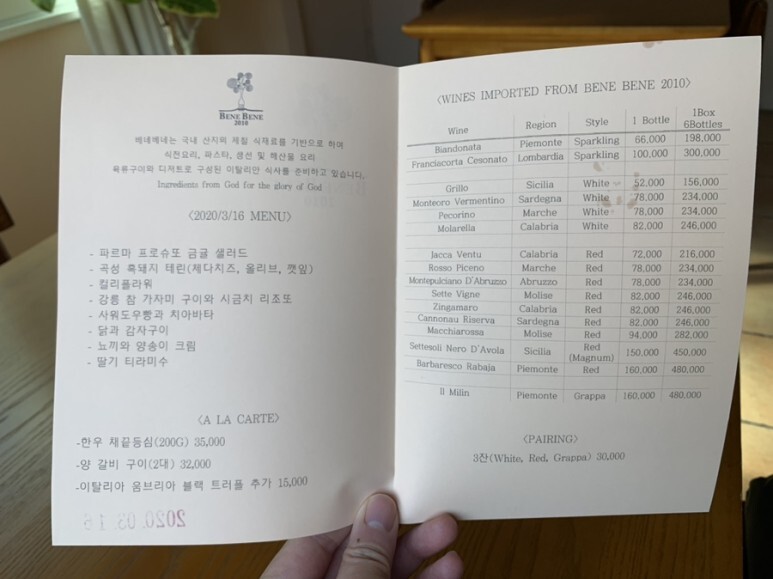 BENE BENE
2010
베네베네는 국내 산지의 제철 식재료를 기반으로 하여
식전요리, 파스타, 생선 및 해산물 요리
육류구이와 디저트로 구성된 이탈리안 식사를 준비하고 있습니다.
Ingredients from God for the glory of God
<2020/3/16 MENU>
- 파르마 프로슈또 금귤 샐러드
- 곡성 흑돼지 테린(체다치즈, 올리브, 깻잎)
- 컬리플라워
- 강릉 참 가자미 구이와 시금치 리조또
- 사워도우빵과 치아바타
- 닭과 감자구이
- 뇨끼와 양송이 크림
- 딸기 티라미수
<A LA CARTE>
-한우 채끝등심(200G) 35,000
-양 갈비 구이(2대) 32,000
-이탈리아 움브리아 블랙 트러플 추가 15,000
2020. 03. 16
<WINES IMPORTED FROM BENE BENE 2010>
Wine Region Style 1 Bottle 1Box 6Bottles
Biandonata Piemonte Sparkling 66,000 198,000
Franciacorta Cesonato Lombardia Sparkling 100,000 300,000
Grillo Sicilia White 52,000 156,000
Monteoro Vermentino Sardegna White 78,000 234,000
Pecorino Marche White 78,000 234,000
Molarella Calabria White 82,000 246,000
Jacca Ventu Calabria Red 72,000 216,000
Rosso Piceno Marche Red 78,000 234,000
Montepulciano D'Abruzzo Abruzzo Red 78,000 234,000
Sette Vigne Molise Red 82,000 246,000
Zingamaro Calabria Red 82,000 246,000
Cannonau Riserva Sardegna Red 82,000 246,000
Macchiarossa Molise Red 94,000 282,000
Settesoli Nero D'Avola Sicilia Red (Magnum) 150,000 450,000
Barbaresco Rabaja Piemonte Red 160,000 480,000
Il Milin Piemonte Grappa 160,000 480,000
<PAIRING>
3잔(White, Red, Grappa) 30,000